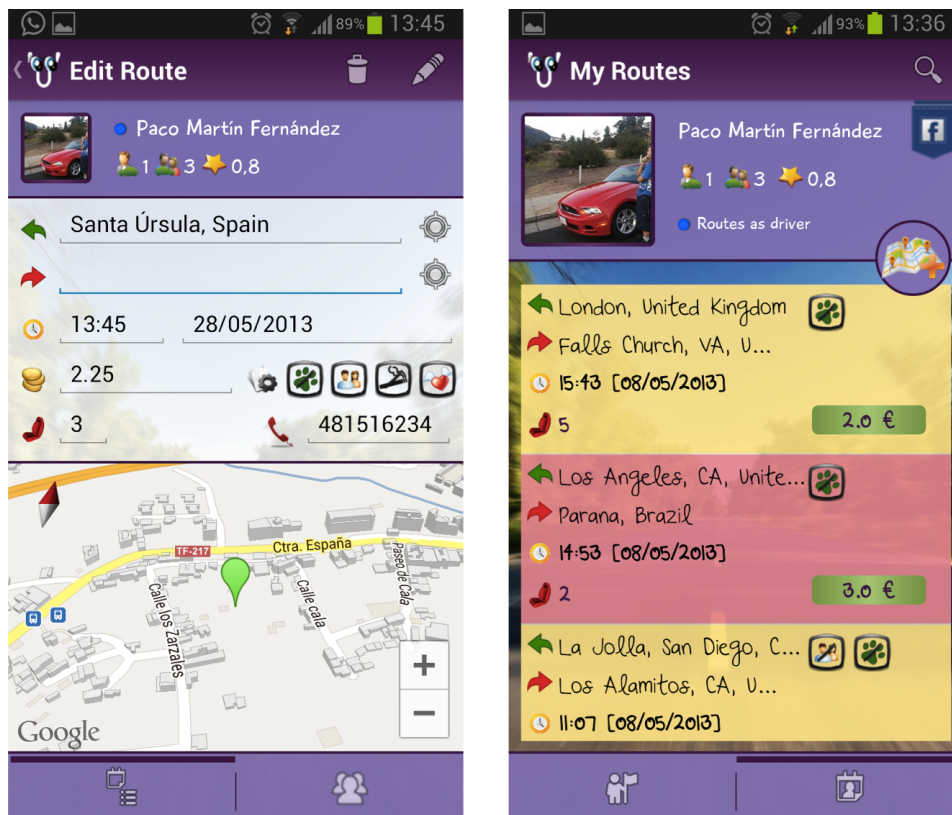 89% 13:45
Edit Route
Paco Martín Fernández
1 3 0,8
Santa Úrsula, Spain
13:45 28/05/2013
2.25
3 481516234
TF-217
Ctra. España
Paseo de Cala
Calle los Zarzales
Calle cala
+
−
Google
93% 13:36
My Routes
Paco Martín Fernández
1 3 0,8
Routes as driver
London, United Kingdom
Falls Church, VA, U...
15:43 [08/05/2013]
5 2.0 €
Los Angeles, CA, Unite...
Parana, Brazil
14:53 [08/05/2013]
2 3.0 €
La Jolla, San Diego, C...
Los Alamitos, CA, U...
11:07 [08/05/2013]